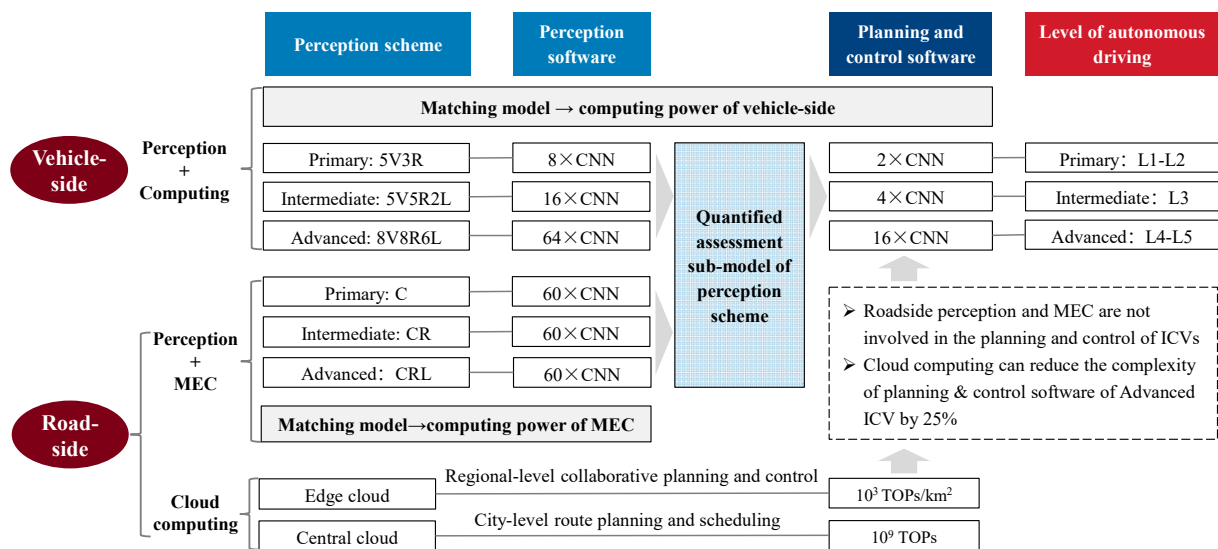 Perception scheme
Perception
software
Planning and
control software
Level of autonomous
driving
Matching model → computing power of vehicle-side
Vehicle-
side
Perception
+
Computing
Primary: 5V3R
8×CNN
2×CNN
Primary：L1-L2
Intermediate: 5V5R2L
16×CNN
4×CNN
Intermediate：L3
Advanced: 8V8R6L
64×CNN
16×CNN
Advanced：L4-L5
Quantified
assessment
sub-model of
perception
scheme
Road-
side
Perception
+
MEC
Primary: C
60×CNN
Intermediate: CR
60×CNN
Advanced：CRL
60×CNN
Matching model→computing power of MEC
➢ Roadside perception and MEC are not
involved in the planning and control of ICVs
➢ Cloud computing can reduce the complexity
of planning & control software of Advanced
ICV by 25%
Cloud
computing
Edge cloud
Regional-level collaborative planning and control
10³ TOPs/km²
Central cloud
City-level route planning and scheduling
10⁹ TOPs